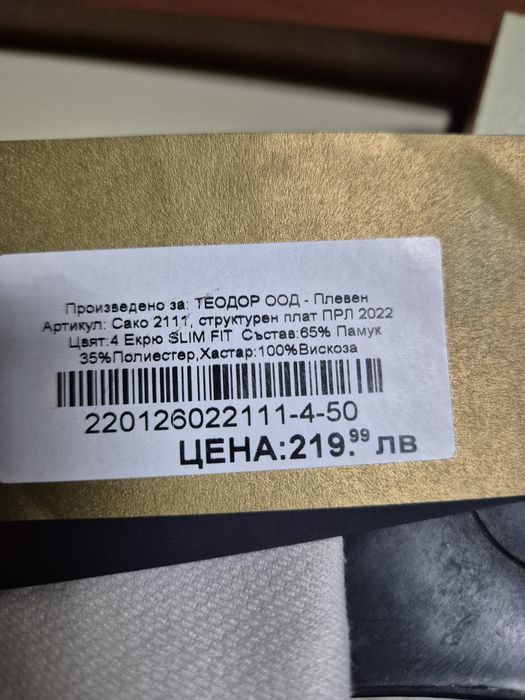 Произведено за: ТЕОДОР ООД - Плевен
Артикул: Сако 2111, структурен плат ПРЛ 2022
Цвят:4 Екрю SLIM FIT Състав:65% Памук
35%Полиестер,Хастар:100%Вискоза
220126022111-4-50
ЦЕНА:219.99 лв